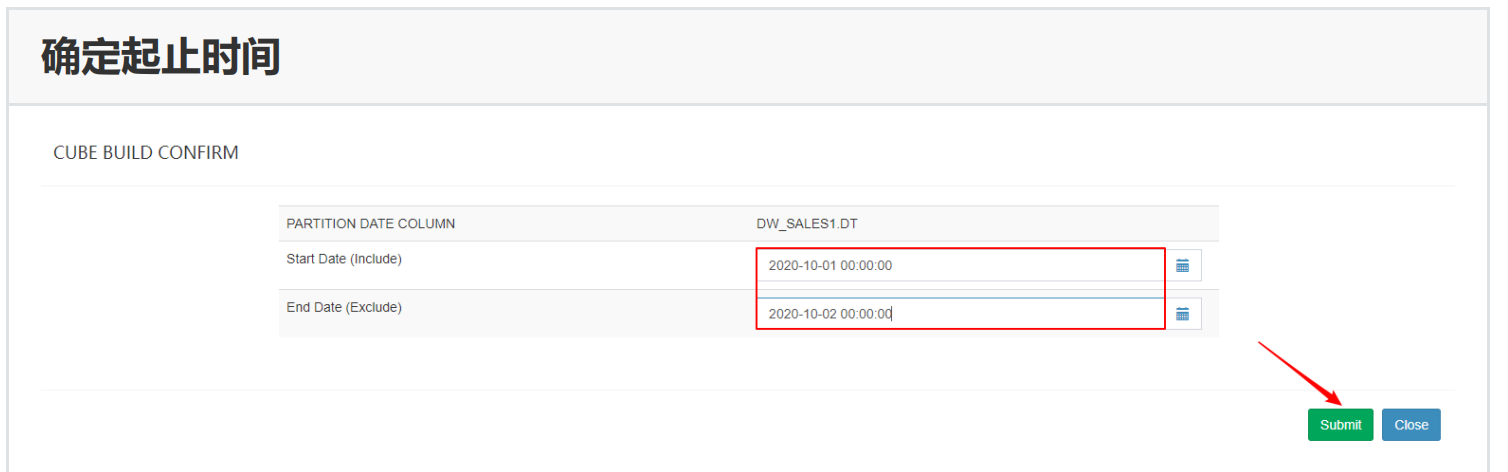 确定起止时间
CUBE BUILD CONFIRM
PARTITION DATE COLUMN DW_SALES1.DT
Start Date (Include) 2020-10-01 00:00:00
End Date (Exclude) 2020-10-02 00:00:00
Submit Close